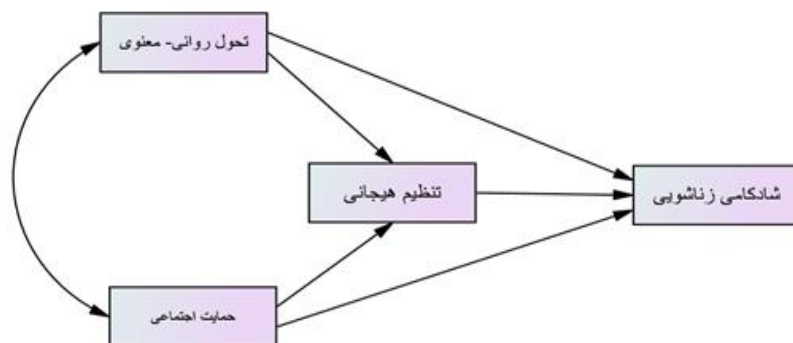 تحول روانی- معنوی
تنظیم هیجانی
شادکامی زناشویی
حمایت اجتماعی